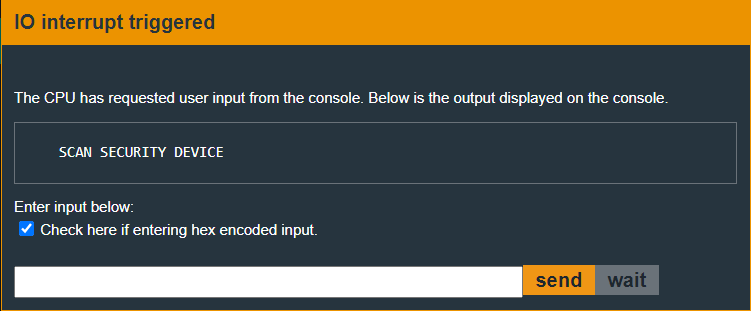 IO interrupt triggered
The CPU has requested user input from the console. Below is the output displayed on the console.
SCAN SECURITY DEVICE
Enter input below:
Check here if entering hex encoded input.
send wait